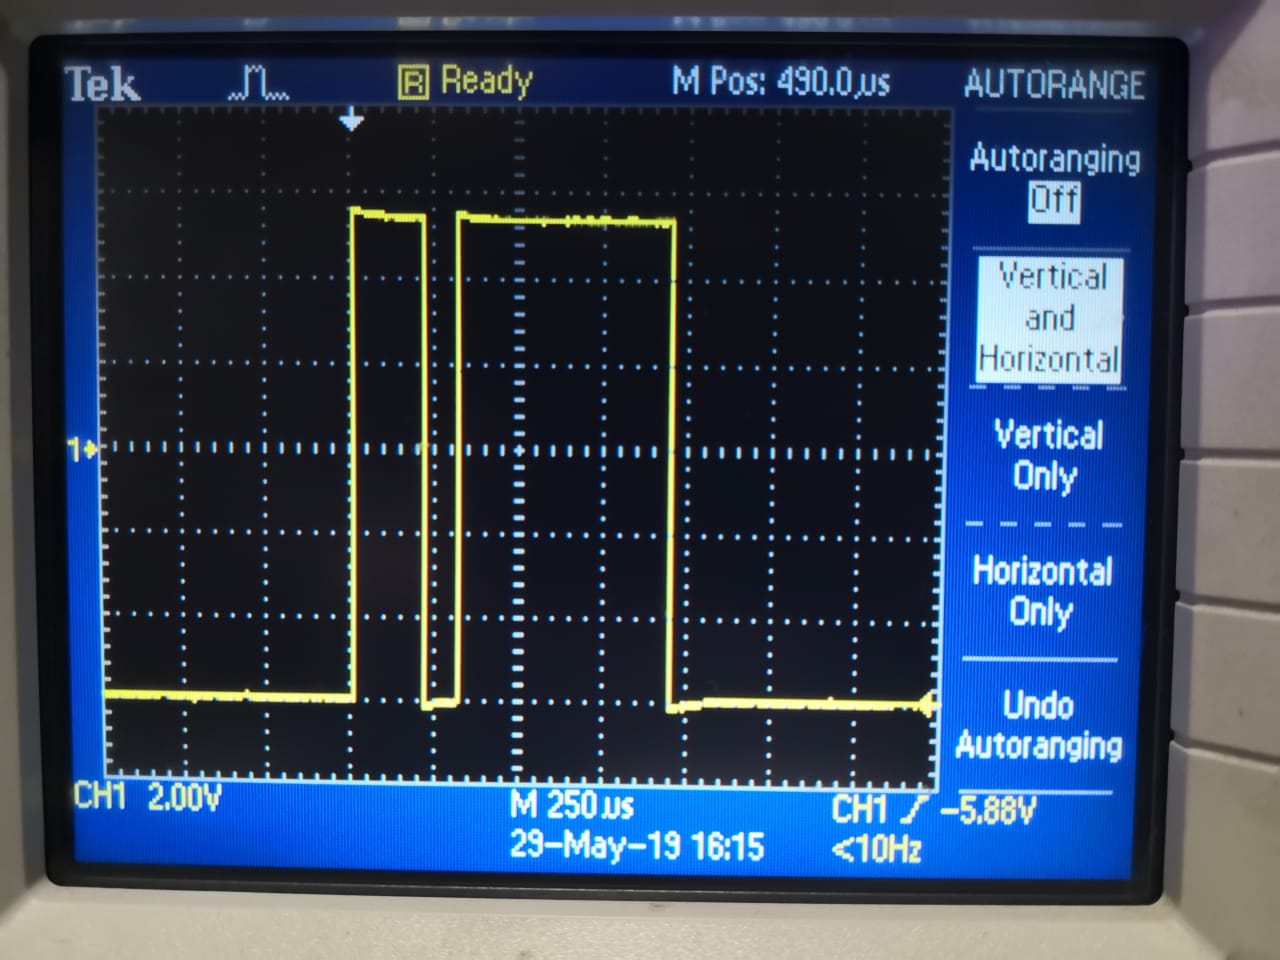 Tek R Ready M Pos: 490.0µs AUTORANGE
Autoranging
Off
Vertical
and
Horizontal
1
Vertical
Only
Horizontal
Only
Undo
Autoranging
CH1 2.00V M 250µs CH1 -5.88V
29-May-19 16:15 <10Hz